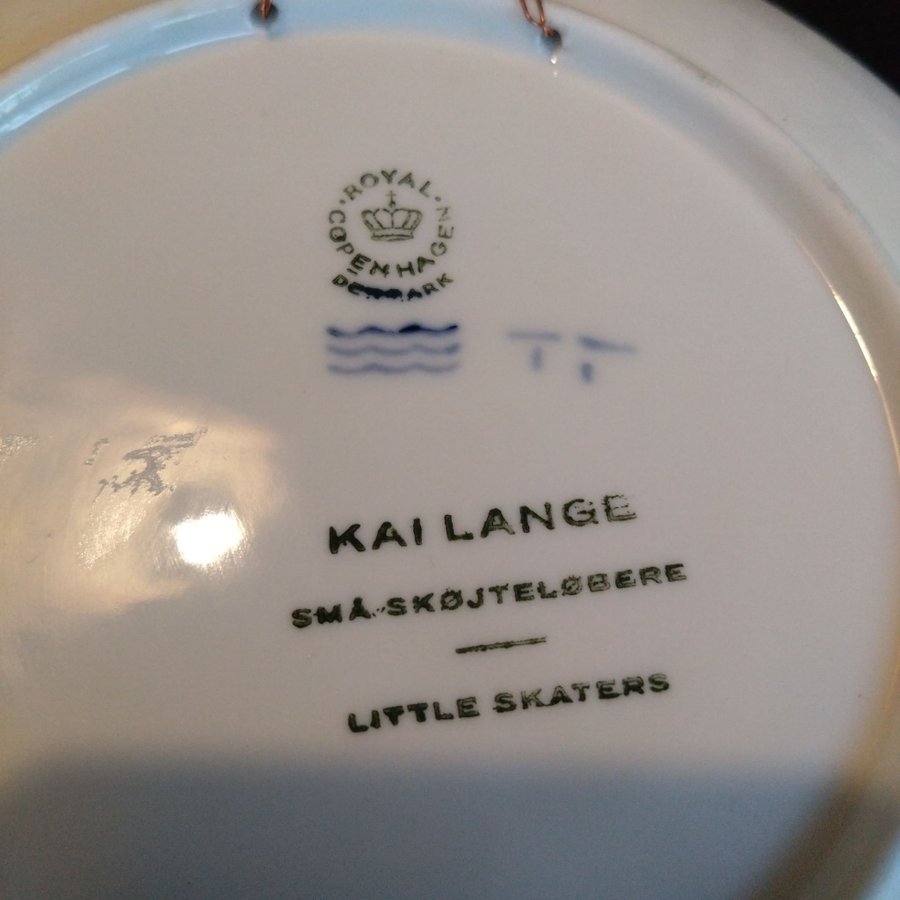 ROYAL
COPENHAGEN
DENMARK
KAI LANGE
SMÅ SKØJTELØBERE
LITTLE SKATERS